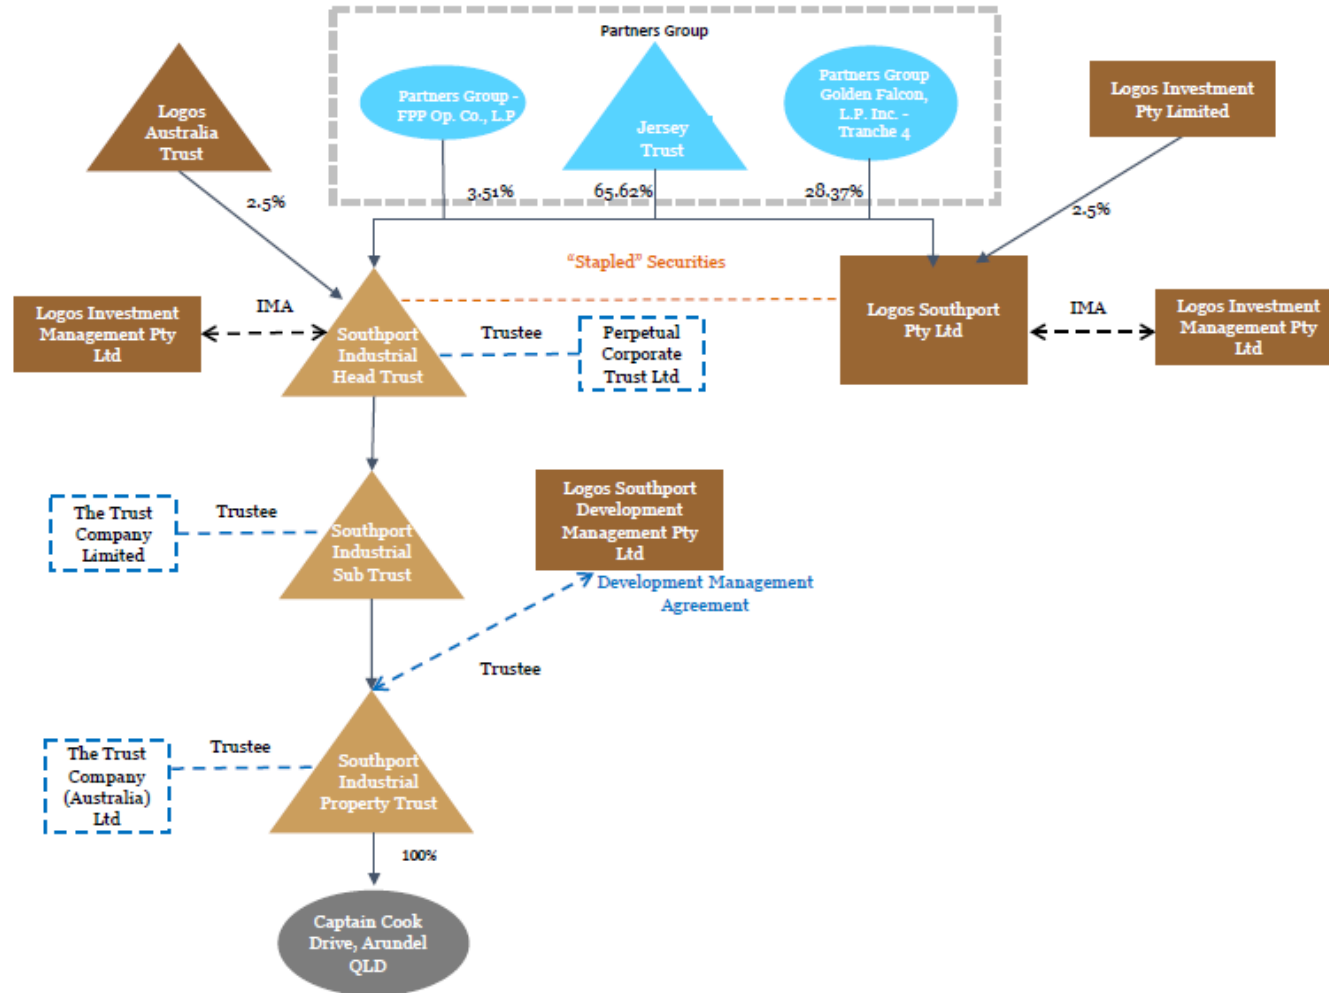 Partners Group
Logos
Australia
Trust
Partners Group -
FPP Op. Co., L.P
Jersey
Trust
Partners Group
Golden Falcon,
L.P. Inc. -
Tranche 4
Logos Investment
Pty Limited
2.5%
3.51%
65.62%
28.37%
2.5%
"Stapled" Securities
Logos Investment
Management Pty
Ltd
IMA
Southport
Industrial
Head Trust
Trustee
Perpetual
Corporate
Trust Ltd
Logos Southport
Pty Ltd
IMA
Logos Investment
Management Pty
Ltd
The Trust
Company
Limited
Trustee
Southport
Industrial
Sub Trust
Logos Southport
Development
Management Pty
Ltd
Development Management
Agreement
Trustee
The Trust
Company
(Australia)
Ltd
Trustee
Southport
Industrial
Property Trust
100%
Captain Cook
Drive, Arundel
QLD